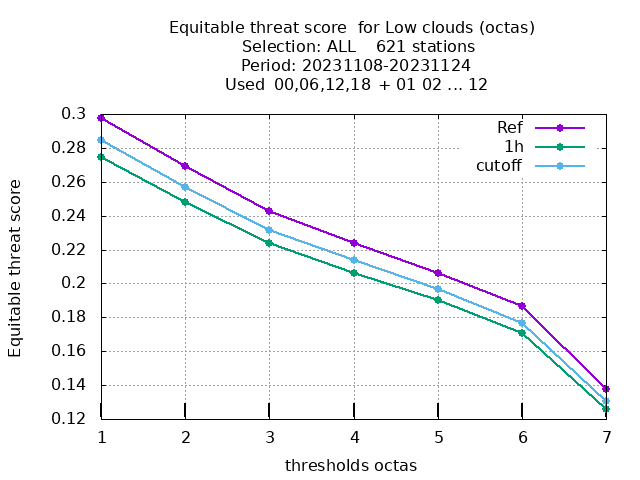 Equitable threat score  for Low clouds (octas)
Selection: ALL    621 stations
Period: 20231108-20231124
Used  00,06,12,18  + 01 02 ... 12
Ref
1h
cutoff
0.3
0.28
0.26
0.24
0.22
0.2
0.18
0.16
0.14
0.12
Equitable threat score
1 2 3 4 5 6 7
thresholds octas